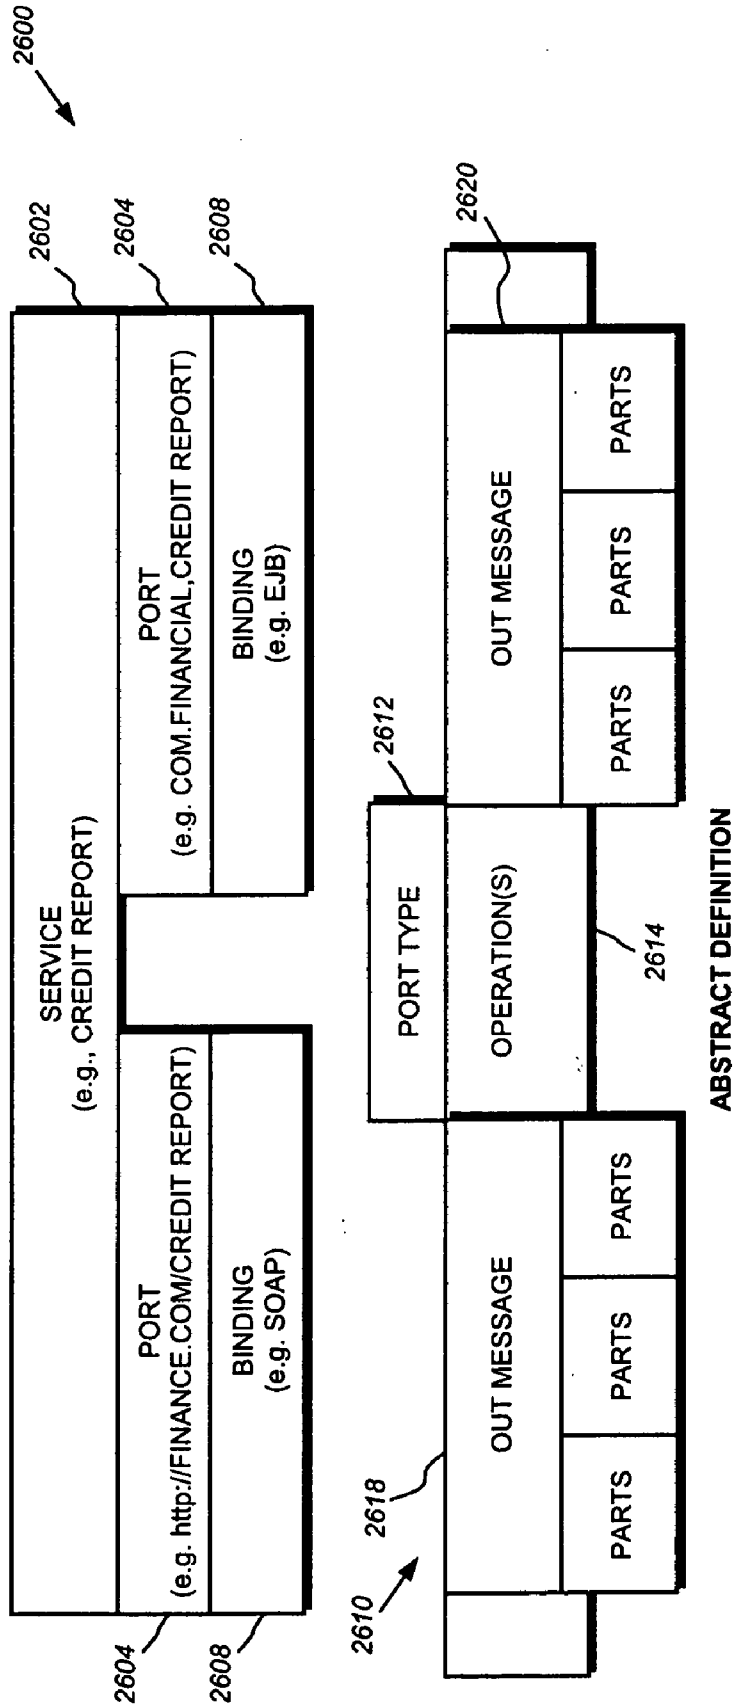 2600
2602
2604
2608
SERVICE
(e.g., CREDIT REPORT)
PORT
(e.g. http://FINANCE.COM/CREDIT REPORT)
PORT
(e.g. COM.FINANCIAL,CREDIT REPORT)
BINDING
(e.g. SOAP)
BINDING
(e.g. EJB)
2604
2608
2610
2618
2612
2620
PORT TYPE
OUT MESSAGE
OPERATION(S)
OUT MESSAGE
PARTS
PARTS
PARTS
PARTS
PARTS
PARTS
2614
ABSTRACT DEFINITION